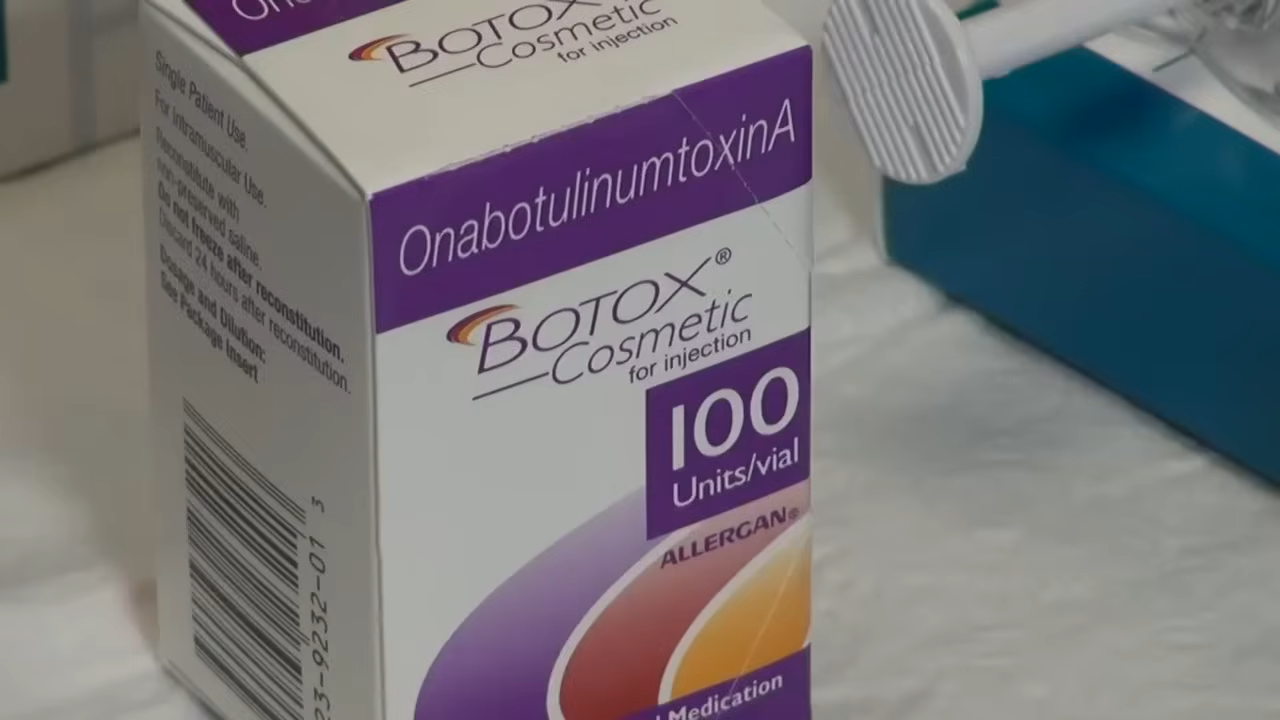 BOTOX
Cosmetic
for injection
OnabotulinumtoxinA
BOTOX®
Cosmetic
for injection
100
Units/vial
ALLERGAN®
Medication
Single Patient Use.
For Intramuscular Use.
Reconstitute with
non-preserved saline.
Do not freeze after reconstitution.
Discard 24 hours after reconstitution.
Dosage and Dilution:
See Package Insert
23-9232-01 3